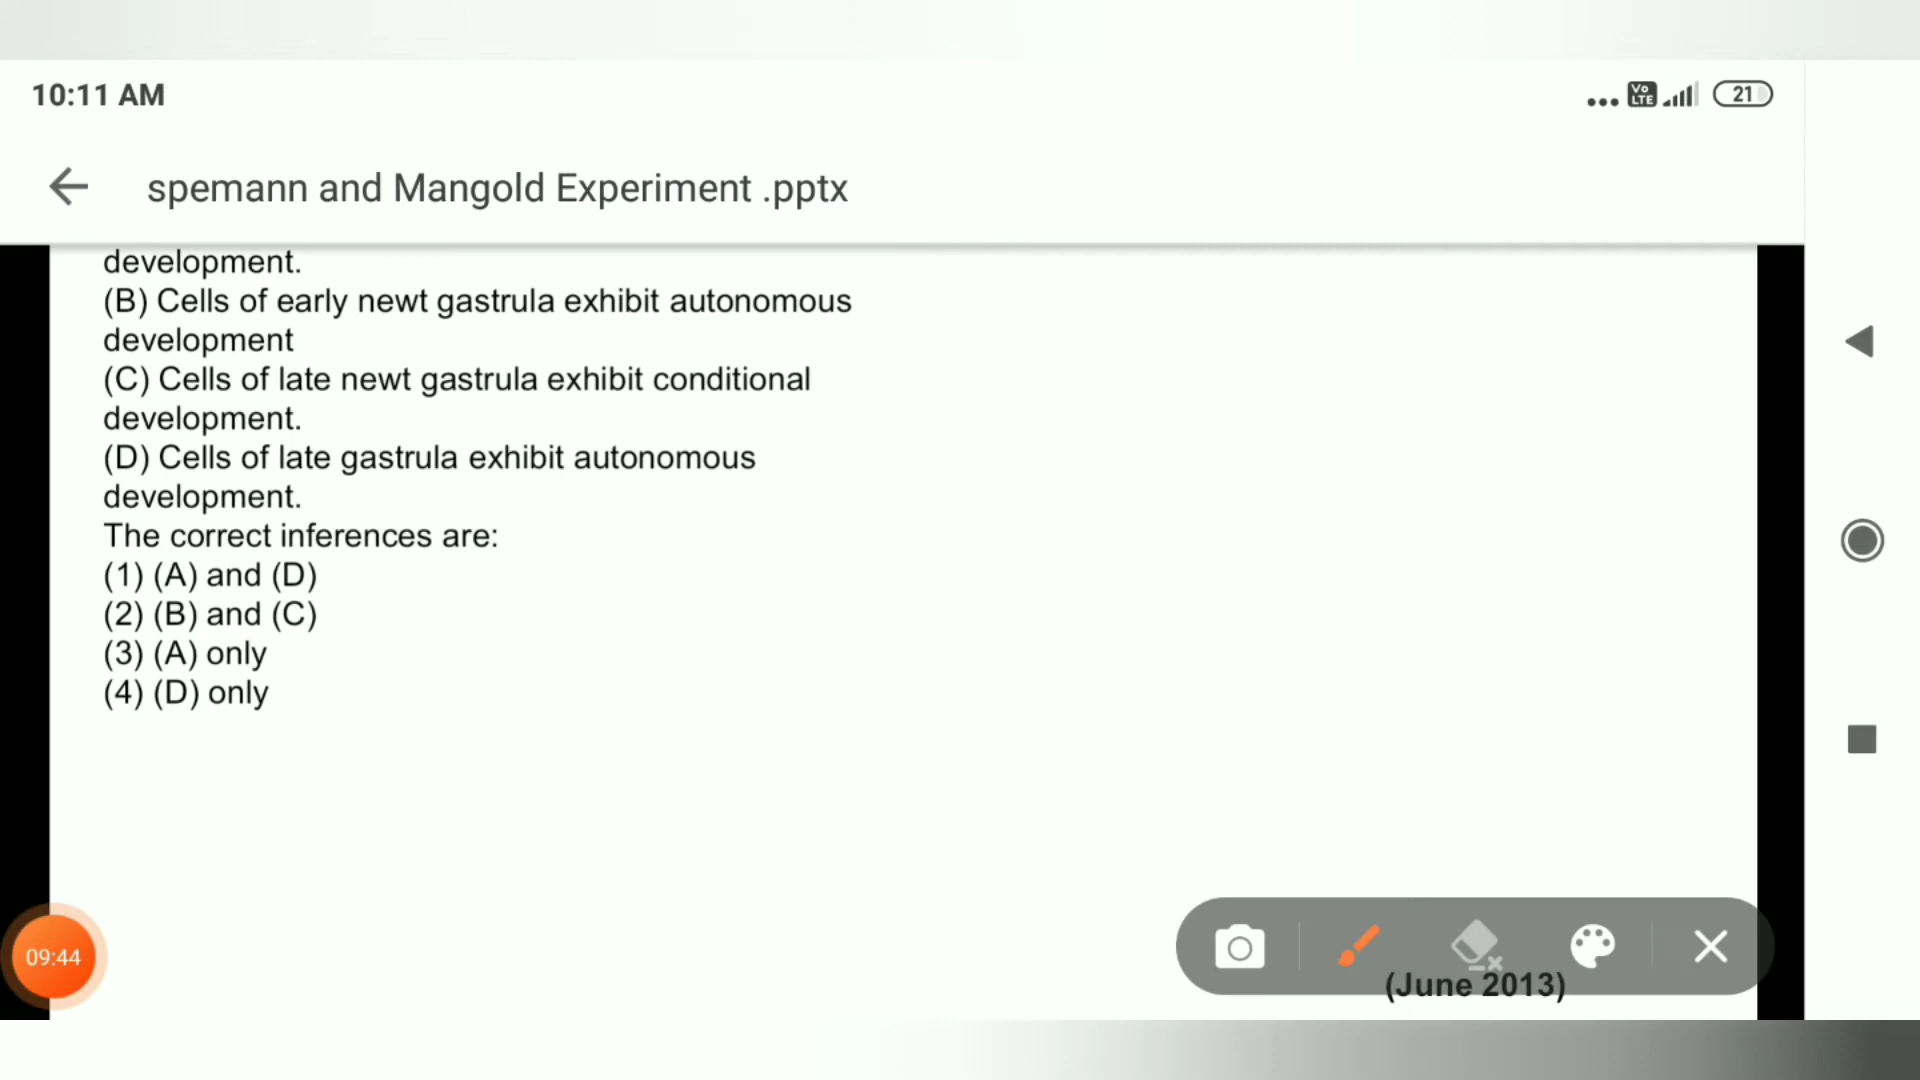 10:11 AM
Vo LTE
21
spemann and Mangold Experiment .pptx
development.
(B) Cells of early newt gastrula exhibit autonomous
development
(C) Cells of late newt gastrula exhibit conditional
development.
(D) Cells of late gastrula exhibit autonomous
development.
The correct inferences are:
(1) (A) and (D)
(2) (B) and (C)
(3) (A) only
(4) (D) only
09:44
(June 2013)